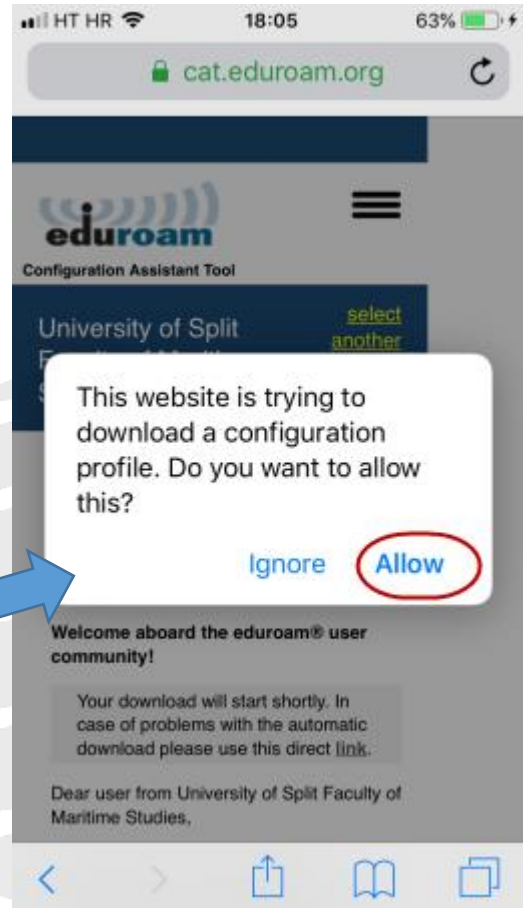 HT HR 18:05 63%
cat.eduroam.org
eduroam
Configuration Assistant Tool
University of Split select
another
This website is trying to
download a configuration
profile. Do you want to allow
this?
Ignore Allow
Welcome aboard the eduroam® user
community!
Your download will start shortly. In
case of problems with the automatic
download please use this direct link.
Dear user from University of Split Faculty of
Maritime Studies,